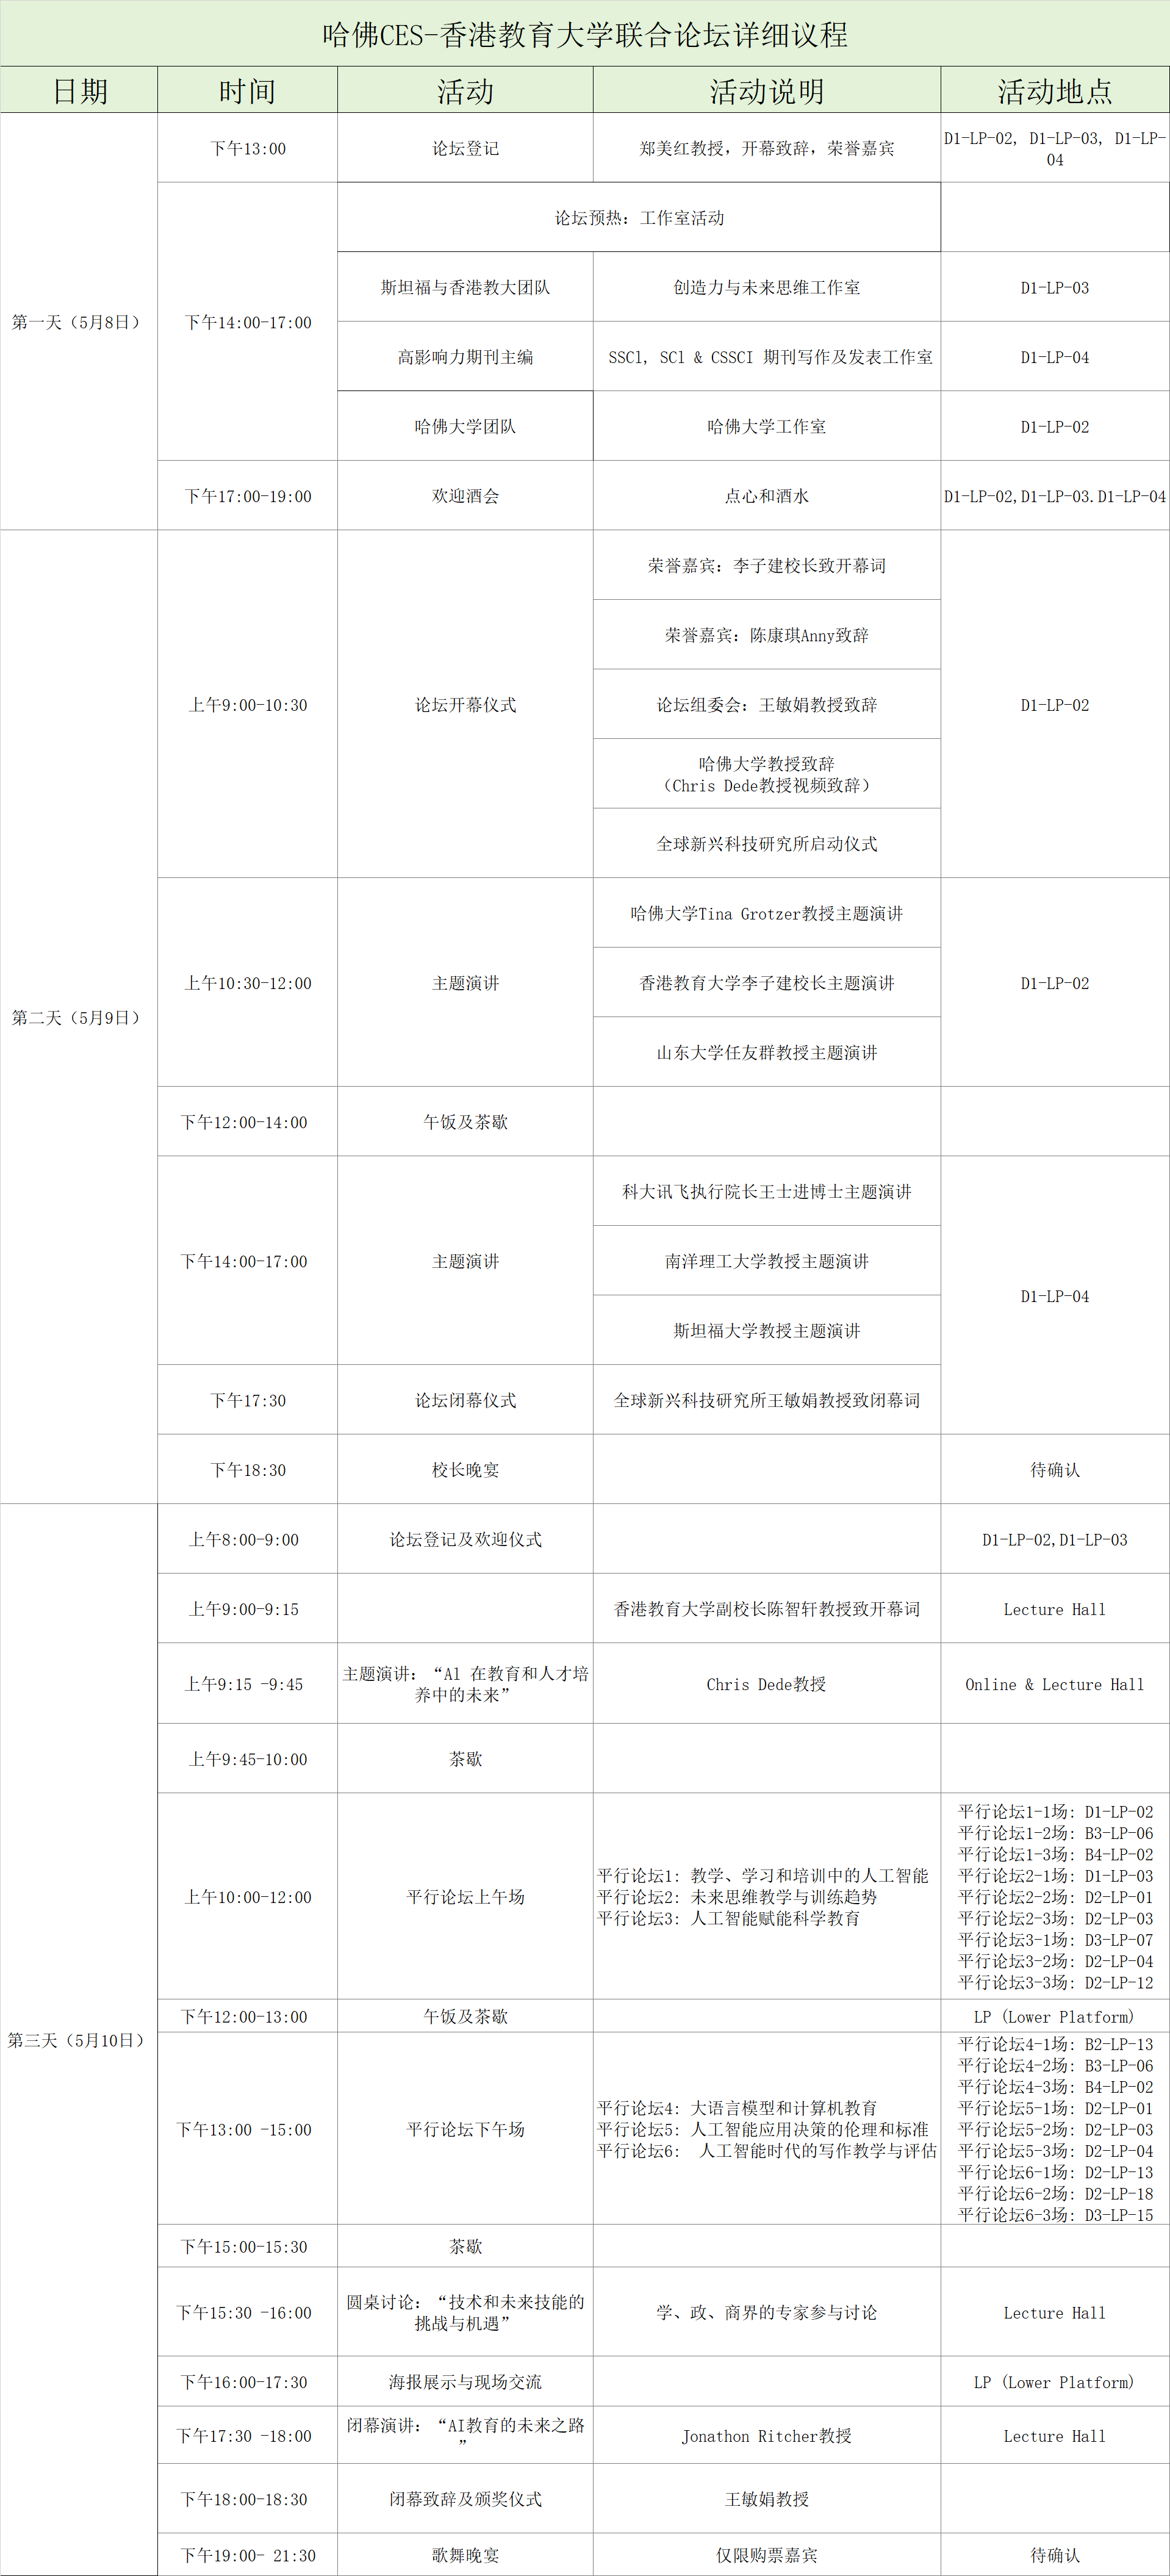 哈佛CES-香港教育大学联合论坛详细议程
日期 时间 活动 活动说明 活动地点
第一天（5月8日）
下午13:00 论坛登记 郑美红教授，开幕致辞，荣誉嘉宾 D1-LP-02, D1-LP-03, D1-LP-
04
下午14:00-17:00
论坛预热：工作室活动
斯坦福与香港教大团队 创造力与未来思维工作室 D1-LP-03
高影响力期刊主编 SSCl, SCl & CSSCI 期刊写作及发表工作室 D1-LP-04
哈佛大学团队 哈佛大学工作室 D1-LP-02
下午17:00-19:00 欢迎酒会 点心和酒水 D1-LP-02,D1-LP-03.D1-LP-04
第二天（5月9日）
上午9:00-10:30 论坛开幕仪式
荣誉嘉宾：李子建校长致开幕词
荣誉嘉宾：陈康琪Anny致辞
论坛组委会：王敏娟教授致辞
哈佛大学教授致辞
（Chris Dede教授视频致辞）
全球新兴科技研究所启动仪式
D1-LP-02
上午10:30-12:00 主题演讲
哈佛大学Tina Grotzer教授主题演讲
香港教育大学李子建校长主题演讲
山东大学任友群教授主题演讲
D1-LP-02
下午12:00-14:00 午饭及茶歇
下午14:00-17:00 主题演讲
科大讯飞执行院长王士进博士主题演讲
南洋理工大学教授主题演讲
斯坦福大学教授主题演讲
D1-LP-04
下午17:30 论坛闭幕仪式 全球新兴科技研究所王敏娟教授致闭幕词
下午18:30 校长晚宴 待确认
第三天（5月10日）
上午8:00-9:00 论坛登记及欢迎仪式 D1-LP-02,D1-LP-03
上午9:00-9:15 香港教育大学副校长陈智轩教授致开幕词 Lecture Hall
上午9:15 -9:45
主题演讲：“Al 在教育和人才培
养中的未来”
Chris Dede教授 Online & Lecture Hall
上午9:45-10:00 茶歇
上午10:00-12:00 平行论坛上午场
平行论坛1: 教学、学习和培训中的人工智能
平行论坛2: 未来思维教学与训练趋势
平行论坛3: 人工智能赋能科学教育
平行论坛1-1场: D1-LP-02
平行论坛1-2场: B3-LP-06
平行论坛1-3场: B4-LP-02
平行论坛2-1场: D1-LP-03
平行论坛2-2场: D2-LP-01
平行论坛2-3场: D2-LP-03
平行论坛3-1场: D3-LP-07
平行论坛3-2场: D2-LP-04
平行论坛3-3场: D2-LP-12
下午12:00-13:00 午饭及茶歇 LP (Lower Platform)
下午13:00 -15:00 平行论坛下午场
平行论坛4: 大语言模型和计算机教育
平行论坛5: 人工智能应用决策的伦理和标准
平行论坛6: 人工智能时代的写作教学与评估
平行论坛4-1场: B2-LP-13
平行论坛4-2场: B3-LP-06
平行论坛4-3场: B4-LP-02
平行论坛5-1场: D2-LP-01
平行论坛5-2场: D2-LP-03
平行论坛5-3场: D2-LP-04
平行论坛6-1场: D2-LP-13
平行论坛6-2场: D2-LP-18
平行论坛6-3场: D3-LP-15
下午15:00-15:30 茶歇
下午15:30 -16:00
圆桌讨论：“技术和未来技能的
挑战与机遇”
学、政、商界的专家参与讨论 Lecture Hall
下午16:00-17:30 海报展示与现场交流 LP (Lower Platform)
下午17:30 -18:00
闭幕演讲：“AI教育的未来之路
”
Jonathon Ritcher教授 Lecture Hall
下午18:00-18:30 闭幕致辞及颁奖仪式 王敏娟教授
下午19:00- 21:30 歌舞晚宴 仅限购票嘉宾 待确认